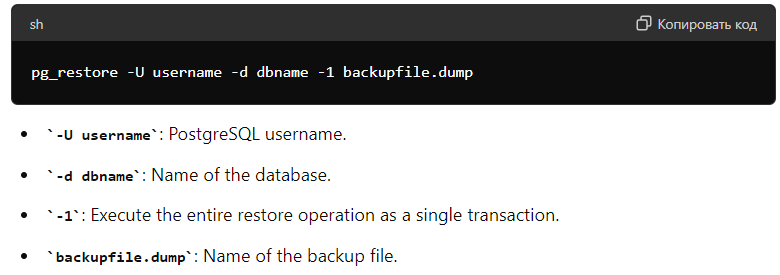 sh
Копировать код
pg_restore -U username -d dbname -1 backupfile.dump
• `-U username`: PostgreSQL username.
• `-d dbname`: Name of the database.
• `-1`: Execute the entire restore operation as a single transaction.
• `backupfile.dump`: Name of the backup file.